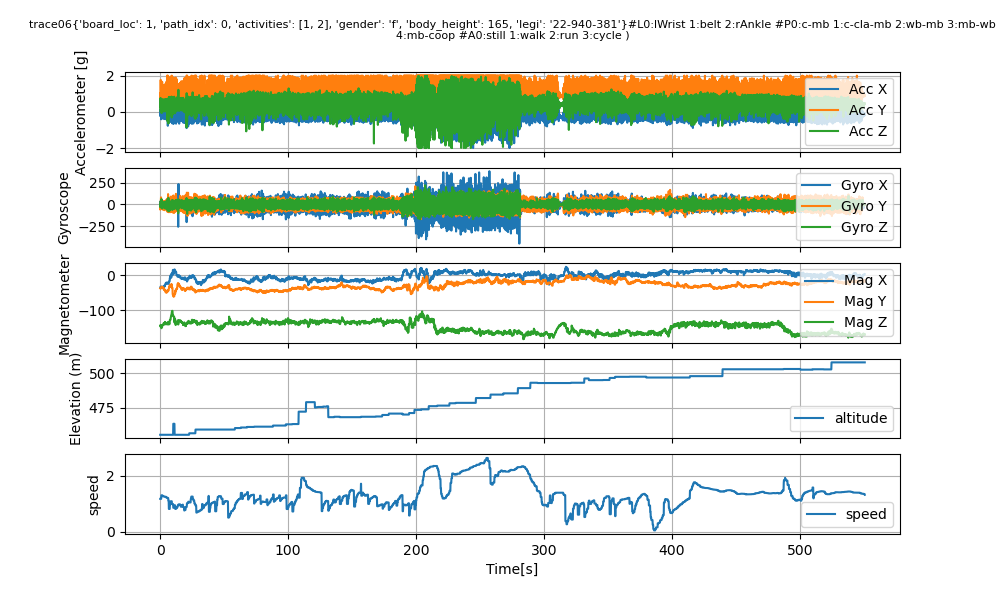 trace06{'board_loc': 1, 'path_idx': 0, 'activities': [1, 2], 'gender': 'f', 'body_height': 165, 'legi': '22-940-381'}#L0:lWrist 1:belt 2:rAnkle #P0:c-mb 1:c-cla-mb 2:wb-mb 3:mb-wb
4:mb-coop #A0:still 1:walk 2:run 3:cycle )
Accelerometer [g]
2
0
−2
Acc X
Acc Y
Acc Z
Gyroscope
250
0
−250
Gyro X
Gyro Y
Gyro Z
Magnetometer
0
−100
Mag X
Mag Y
Mag Z
Elevation (m)
500
475
altitude
speed
2
0
speed
0 100 200 300 400 500
Time[s]